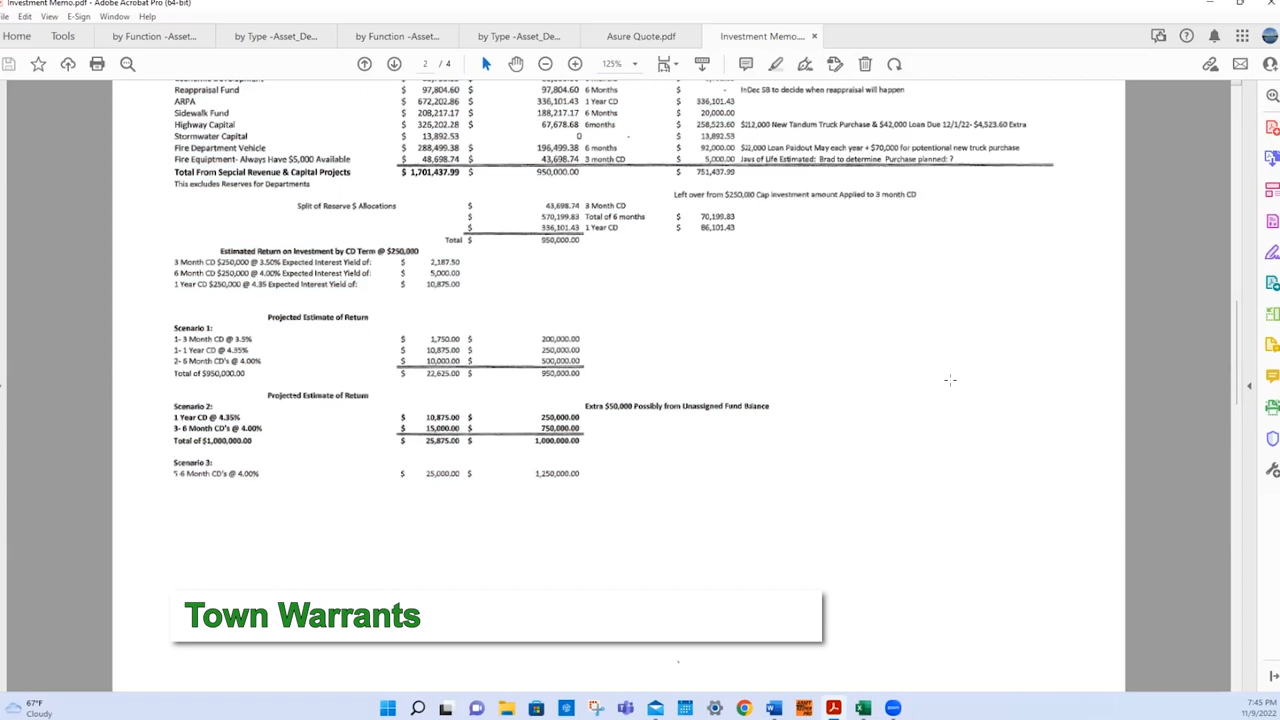 Investment Memo.pdf - Adobe Acrobat Pro (64-bit)
File Edit View E-Sign Window Help
Home Tools by Function -Asset... by Type -Asset_De... by Function -Asset... by Type -Asset_De... Asure Quote.pdf Investment Memo.... ×
2 / 4 125%
Reappraisal Fund $ 97,804.60 $ 97,804.60 6 Months $ - InDec SB to decide when reappraisal will happen
ARPA $ 672,202.86 $ 336,101.43 1 Year CD $ 336,101.43
Sidewalk Fund $ 208,217.17 $ 188,217.17 6 Months $ 20,000.00
Highway Capital $ 326,202.28 $ 67,678.68 6months $ 258,523.60 $212,000 New Tandum Truck Purchase & $42,000 Loan Due 12/1/22- $4,523.60 Extra
Stormwater Capital $ 13,892.53 0 - $ 13,892.53
Fire Department Vehicle $ 288,499.38 $ 196,499.38 6 months $ 92,000.00 $22,000 Loan Paidout May each year + $70,000 for potentional new truck purchase
Fire Equipment- Always Have $5,000 Available $ 48,698.74 $ 43,698.74 3 month CD $ 5,000.00 Javs of Life Estimated: Brad to determine Purchase planned: ?
Total From Sepcial Revenue & Capital Projects $ 1,701,437.99 950,000.00 $ 751,437.99
This excludes Reserves for Departments
Left over from $250,000 Cap investment amount Applied to 3 month CD
Split of Reserve $ Allocations $ 43,698.74 3 Month CD
$ 570,199.83 Total of 6 months $ 70,199.83
$ 336,101.43 1 Year CD $ 86,101.43
Total $ 950,000.00
Estimated Return on Investment by CD Term @ $250,000
3 Month CD $250,000 @ 3.50% Expected Interest Yield of: $ 2,187.50
6 Month CD $250,000 @ 4.00% Expected Interest Yield of: $ 5,000.00
1 Year CD $250,000 @ 4.35 Expected Interest Yield of: $ 10,875.00
Projected Estimate of Return
Scenario 1:
1- 3 Month CD @ 3.5% $ 1,750.00 $ 200,000.00
1- 1 Year CD @ 4.35% $ 10,875.00 $ 250,000.00
2- 6 Month CD's @ 4.00% $ 10,000.00 $ 500,000.00
Total of $950,000.00 $ 22,625.00 $ 950,000.00
Projected Estimate of Return
Scenario 2: Extra $50,000 Possibly from Unassigned Fund Balance
1 Year CD @ 4.35% $ 10,875.00 $ 250,000.00
3- 6 Month CD's @ 4.00% $ 15,000.00 $ 750,000.00
Total of $1,000,000.00 $ 25,875.00 $ 1,000,000.00
Scenario 3:
5-6 Month CD's @ 4.00% $ 25,000.00 $ 1,250,000.00
Town Warrants
67°F
Cloudy
7:45 PM
11/9/2022